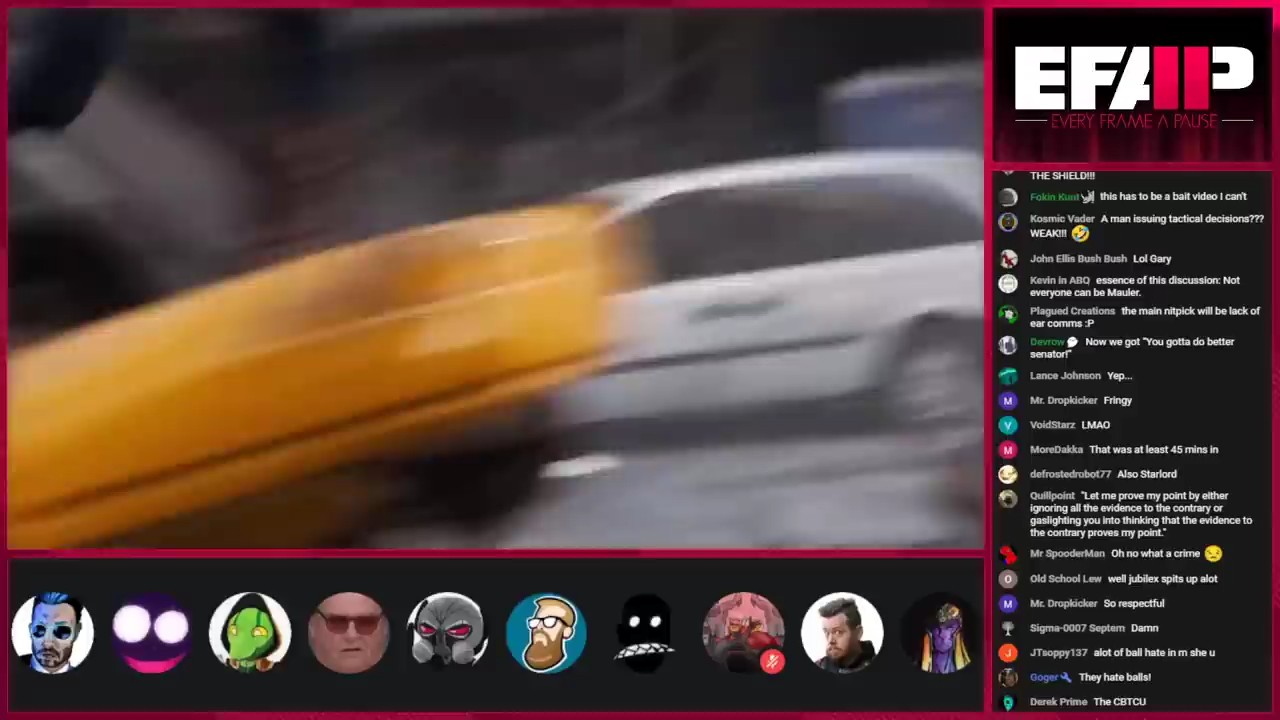 EFAP
EVERY FRAME A PAUSE
THE SHIELD!!!
Fokin Kunt this has to be a bait video I can't
Kosmic Vader A man issuing tactical decisions???
WEAK!!! 🤣
John Ellis Bush Bush Lol Gary
Kevin in ABQ essence of this discussion: Not
everyone can be Mauler.
Plagued Creations the main nitpick will be lack of
ear comms :P
Devrow Now we got "You gotta do better
senator!"
Lance Johnson Yep...
M
Mr. Dropkicker Fringy
V
VoidStarz LMAO
M
MoreDakka That was at least 45 mins in
defrostedrobot77 Also Starlord
Quillpoint "Let me prove my point by either
ignoring all the evidence to the contrary or
gaslighting you into thinking that the evidence to
the contrary proves my point."
Mr SpooderMan Oh no what a crime 😒
O
Old School Lew well jubilex spits up alot
M
Mr. Dropkicker So respectful
Sigma-0007 Septem Damn
J
JTsoppy137 alot of ball hate in m she u
Goger They hate balls!
Derek Prime The CBTCU